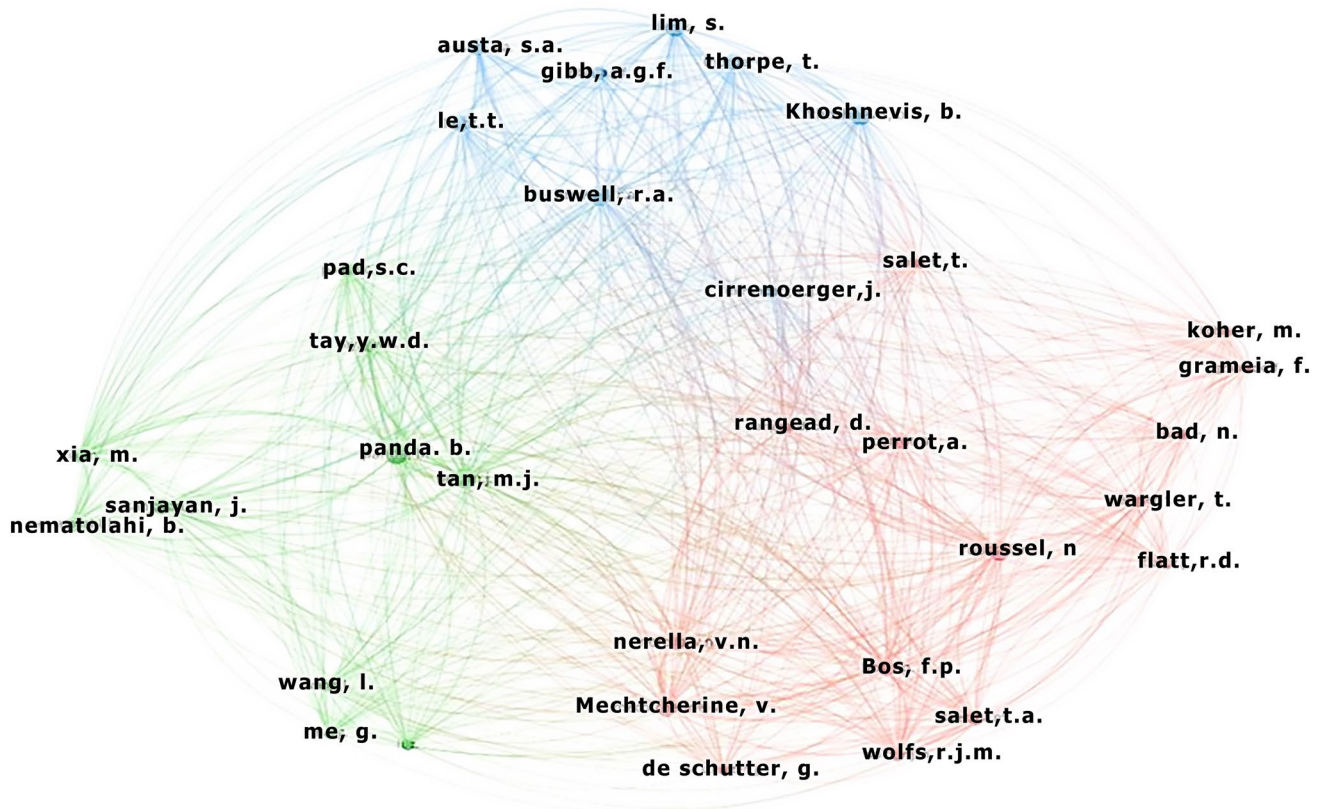 lim, s.
austa, s.a.
thorpe, t.
gibb, a.g.f.
Khoshnevis, b.
le,t.t.
buswell, r.a.
salet,t.
pad,s.c.
cirrenoerger,j.
koher, m.
tay,y.w.d.
grameia, f.
rangead, d.
bad, n.
perrot,a.
panda. b.
xia, m.
tan, m.j.
wargler, t.
sanjayan, j.
nematolahi, b.
roussel, n
flatt,r.d.
nerella, v.n.
Bos, f.p.
wang, l.
Mechtcherine, v.
salet,t.a.
me, g.
wolfs,r.j.m.
de schutter, g.